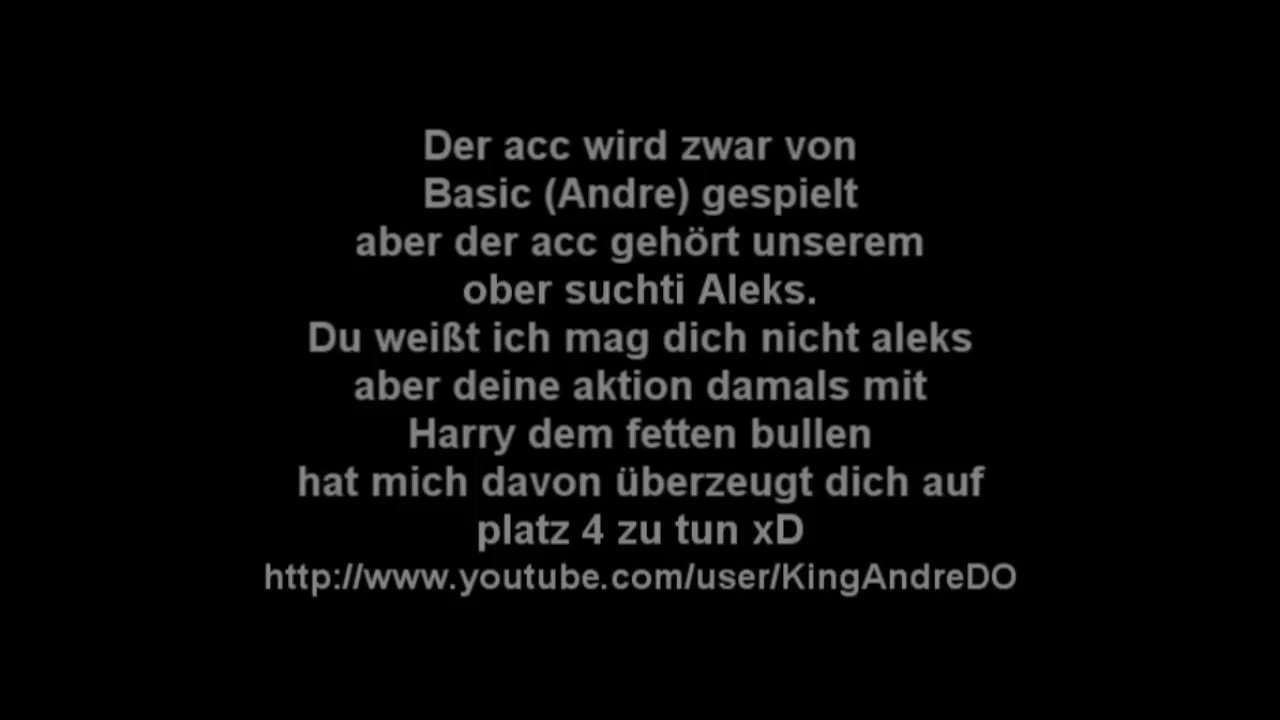 Der acc wird zwar von
Basic (Andre) gespielt
aber der acc gehört unserem
ober suchti Aleks.
Du weißt ich mag dich nicht aleks
aber deine aktion damals mit
Harry dem fetten bullen
hat mich davon überzeugt dich auf
platz 4 zu tun xD
http://www.youtube.com/user/KingAndreDO